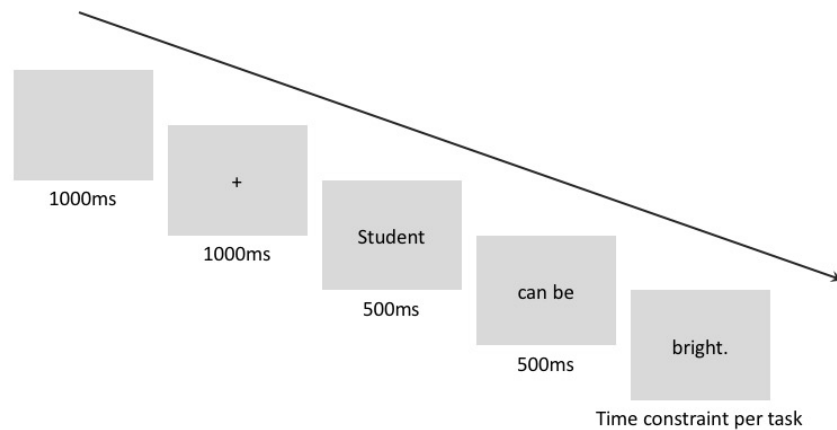 1000ms
+
1000ms
Student
500ms
can be
500ms
bright.
Time constraint per task